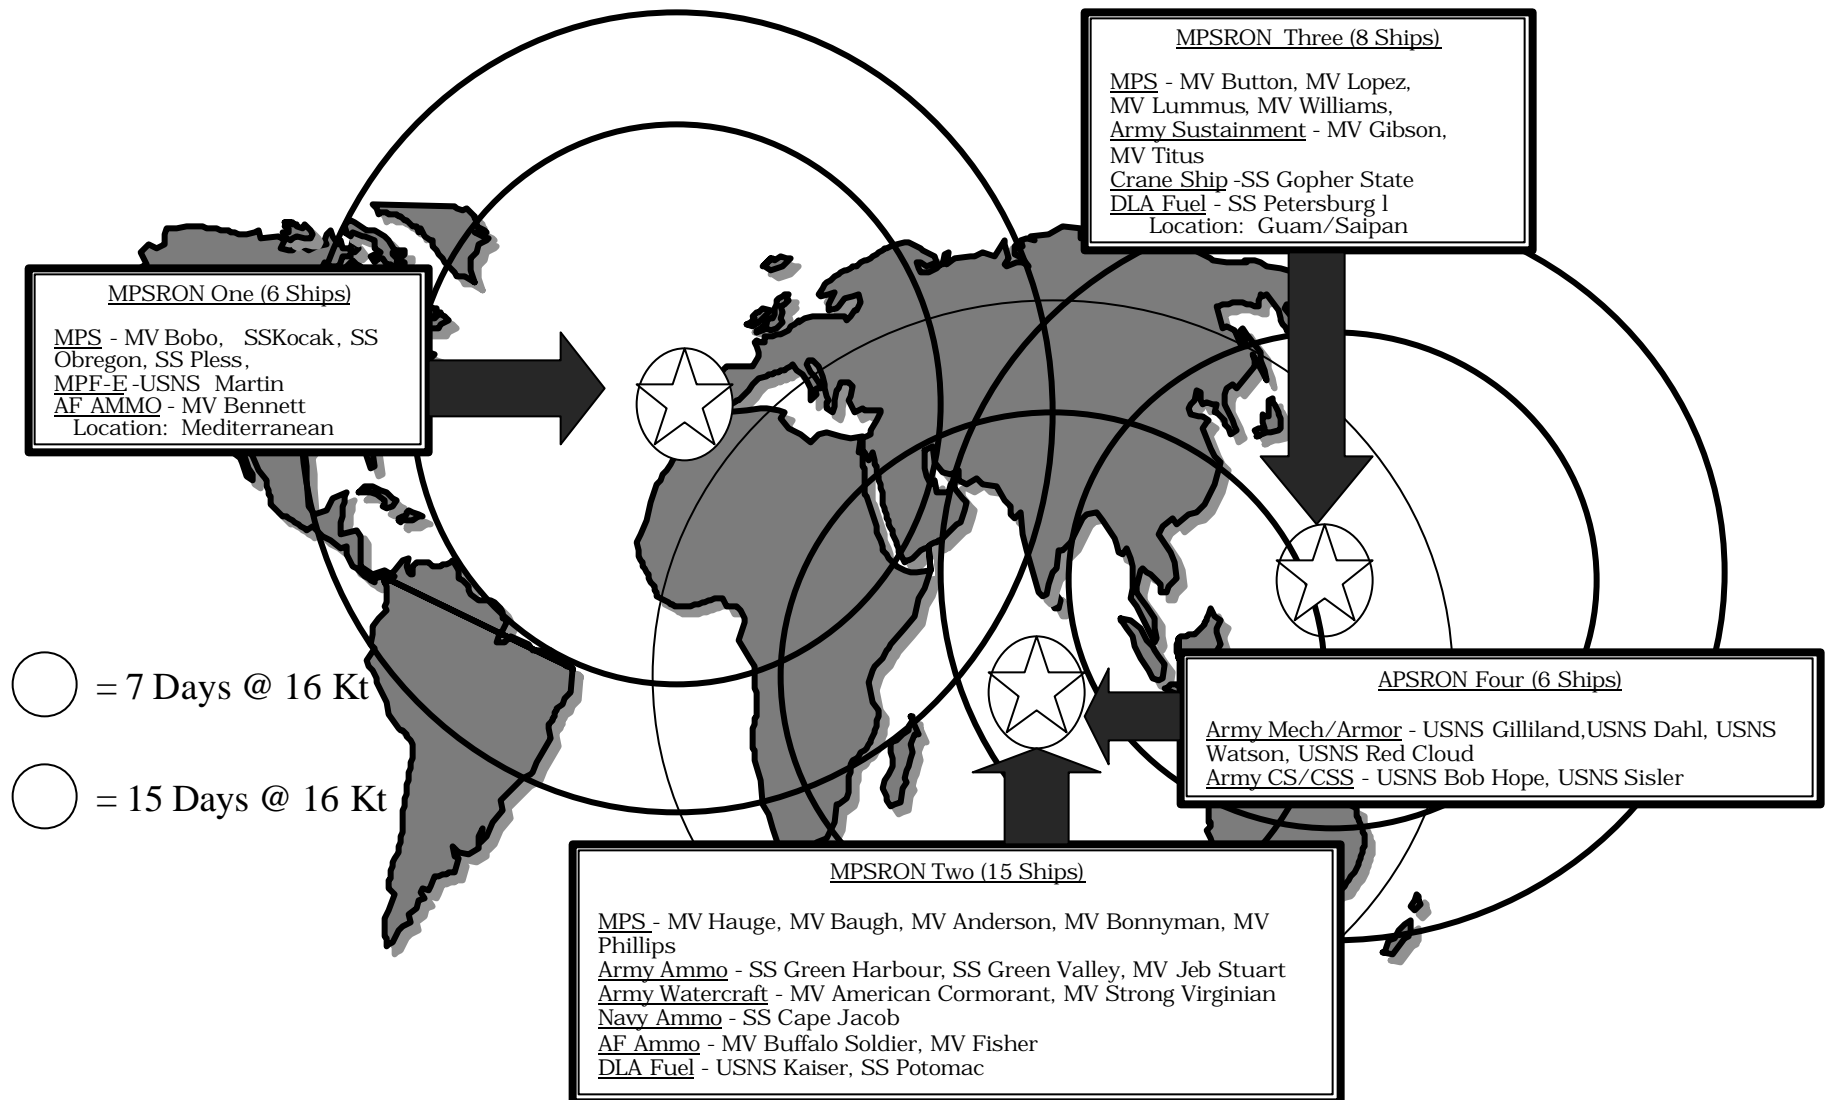 MPSRON Three (8 Ships)
MPS - MV Button, MV Lopez,
MV Lummus, MV Williams,
Army Sustainment - MV Gibson,
MV Titus
Crane Ship -SS Gopher State
DLA Fuel - SS Petersburg l
Location: Guam/Saipan
MPSRON One (6 Ships)
MPS - MV Bobo, SSKocak, SS
Obregon, SS Pless,
MPF-E -USNS Martin
AF AMMO - MV Bennett
Location: Mediterranean
= 7 Days @ 16 Kt
= 15 Days @ 16 Kt
APSRON Four (6 Ships)
Army Mech/Armor - USNS Gilliland,USNS Dahl, USNS
Watson, USNS Red Cloud
Army CS/CSS - USNS Bob Hope, USNS Sisler
MPSRON Two (15 Ships)
MPS - MV Hauge, MV Baugh, MV Anderson, MV Bonnyman, MV
Phillips
Army Ammo - SS Green Harbour, SS Green Valley, MV Jeb Stuart
Army Watercraft - MV American Cormorant, MV Strong Virginian
Navy Ammo - SS Cape Jacob
AF Ammo - MV Buffalo Soldier, MV Fisher
DLA Fuel - USNS Kaiser, SS Potomac